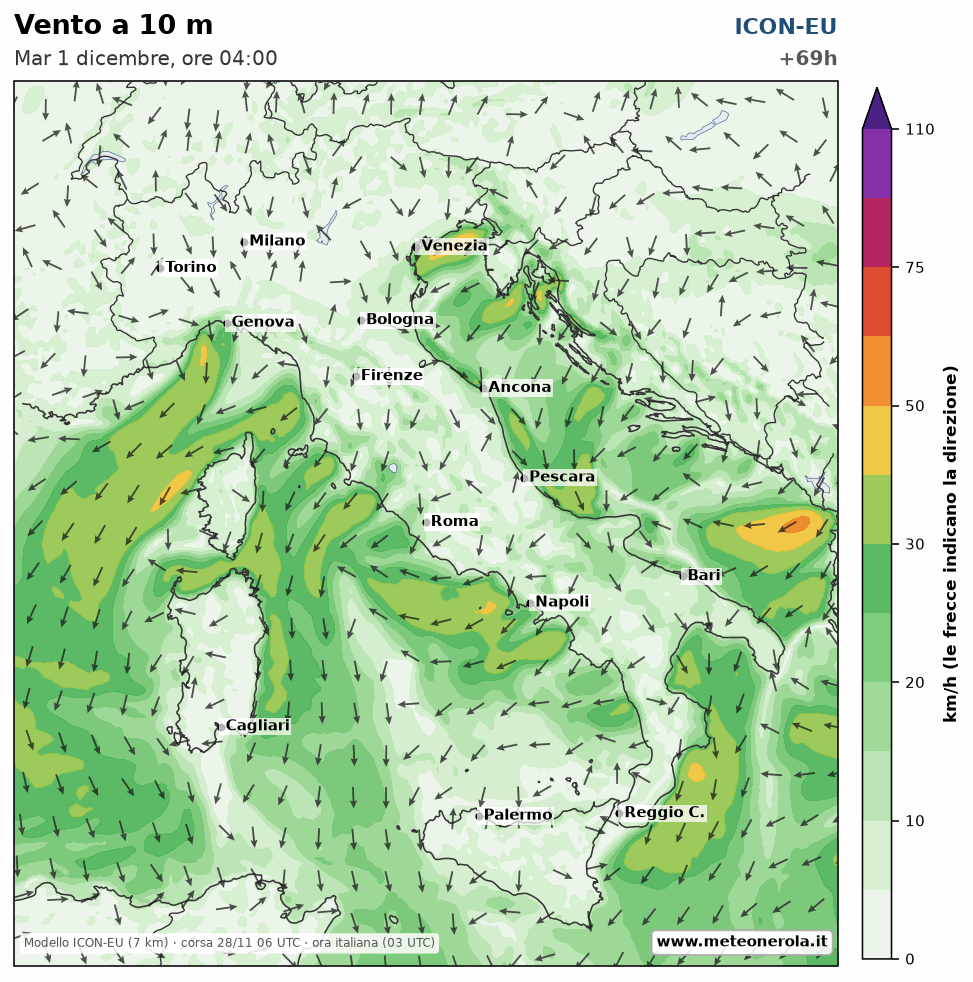 Vento a 10 m
ICON-EU
Mar 1 dicembre, ore 04:00
+69h
110
75
50
30
20
10
0
km/h (le frecce indicano la direzione)
Venezia
Milano
Torino
Genova
Bologna
Firenze
Ancona
Pescara
Roma
Bari
Napoli
Cagliari
Palermo
Reggio C.
Modello ICON-EU (7 km) · corsa 28/11 06 UTC · ora italiana (03 UTC)
www.meteonerola.it